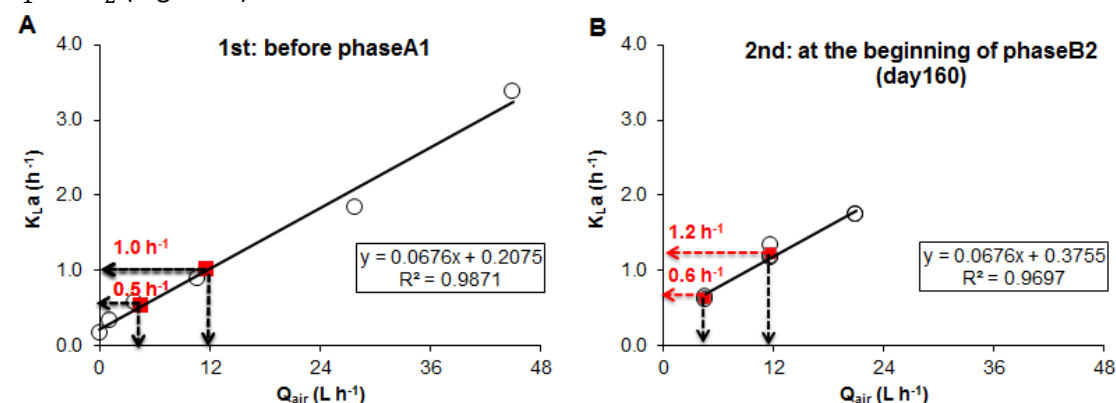 A
1st: before phaseA1
4.0
3.0
2.0
1.0
0.0
KLa (h-1)
1.0 h-1
0.5 h-1
y = 0.0676x + 0.2075
R² = 0.9871
0 12 24 36 48
Qair (L h-1)
B
2nd: at the beginning of phaseB2
(day160)
4.0
3.0
2.0
1.0
0.0
KLa (h-1)
1.2 h-1
0.6 h-1
y = 0.0676x + 0.3755
R² = 0.9697
0 12 24 36 48
Qair (L h-1)